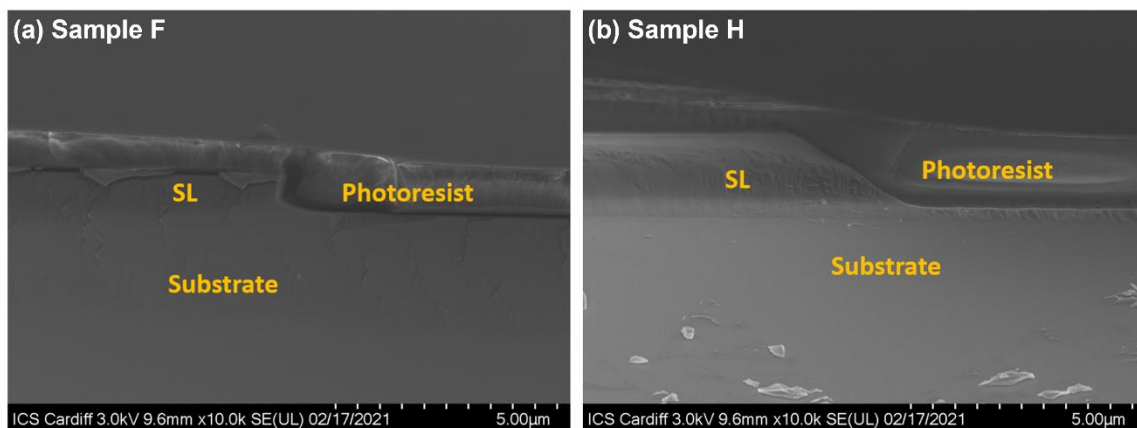 (a) Sample F
SL
Photoresist
Substrate
ICS Cardiff 3.0kV 9.6mm x10.0k SE(UL) 02/17/2021
5.00µm
(b) Sample H
Photoresist
SL
Substrate
ICS Cardiff 3.0kV 9.6mm x10.0k SE(UL) 02/17/2021
5.00µm